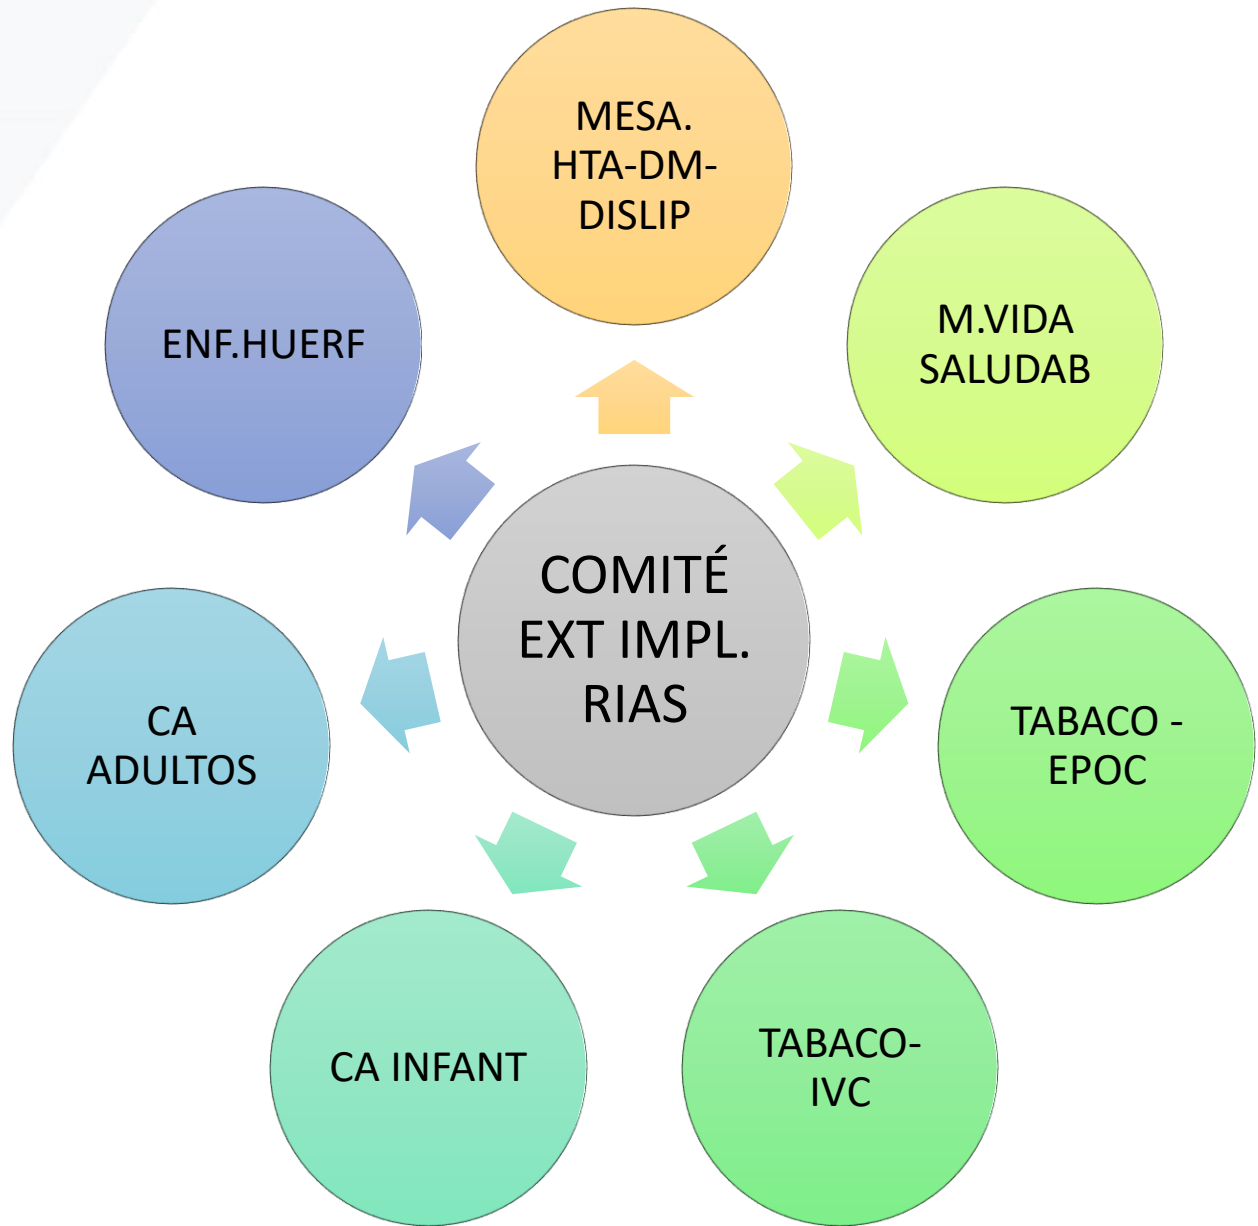 MESA.
HTA-DM-
DISLIP
M.VIDA
SALUDAB
TABACO -
EPOC
TABACO-
IVC
CA INFANT
CA
ADULTOS
ENF.HUERF
COMITÉ
EXT IMPL.
RIAS